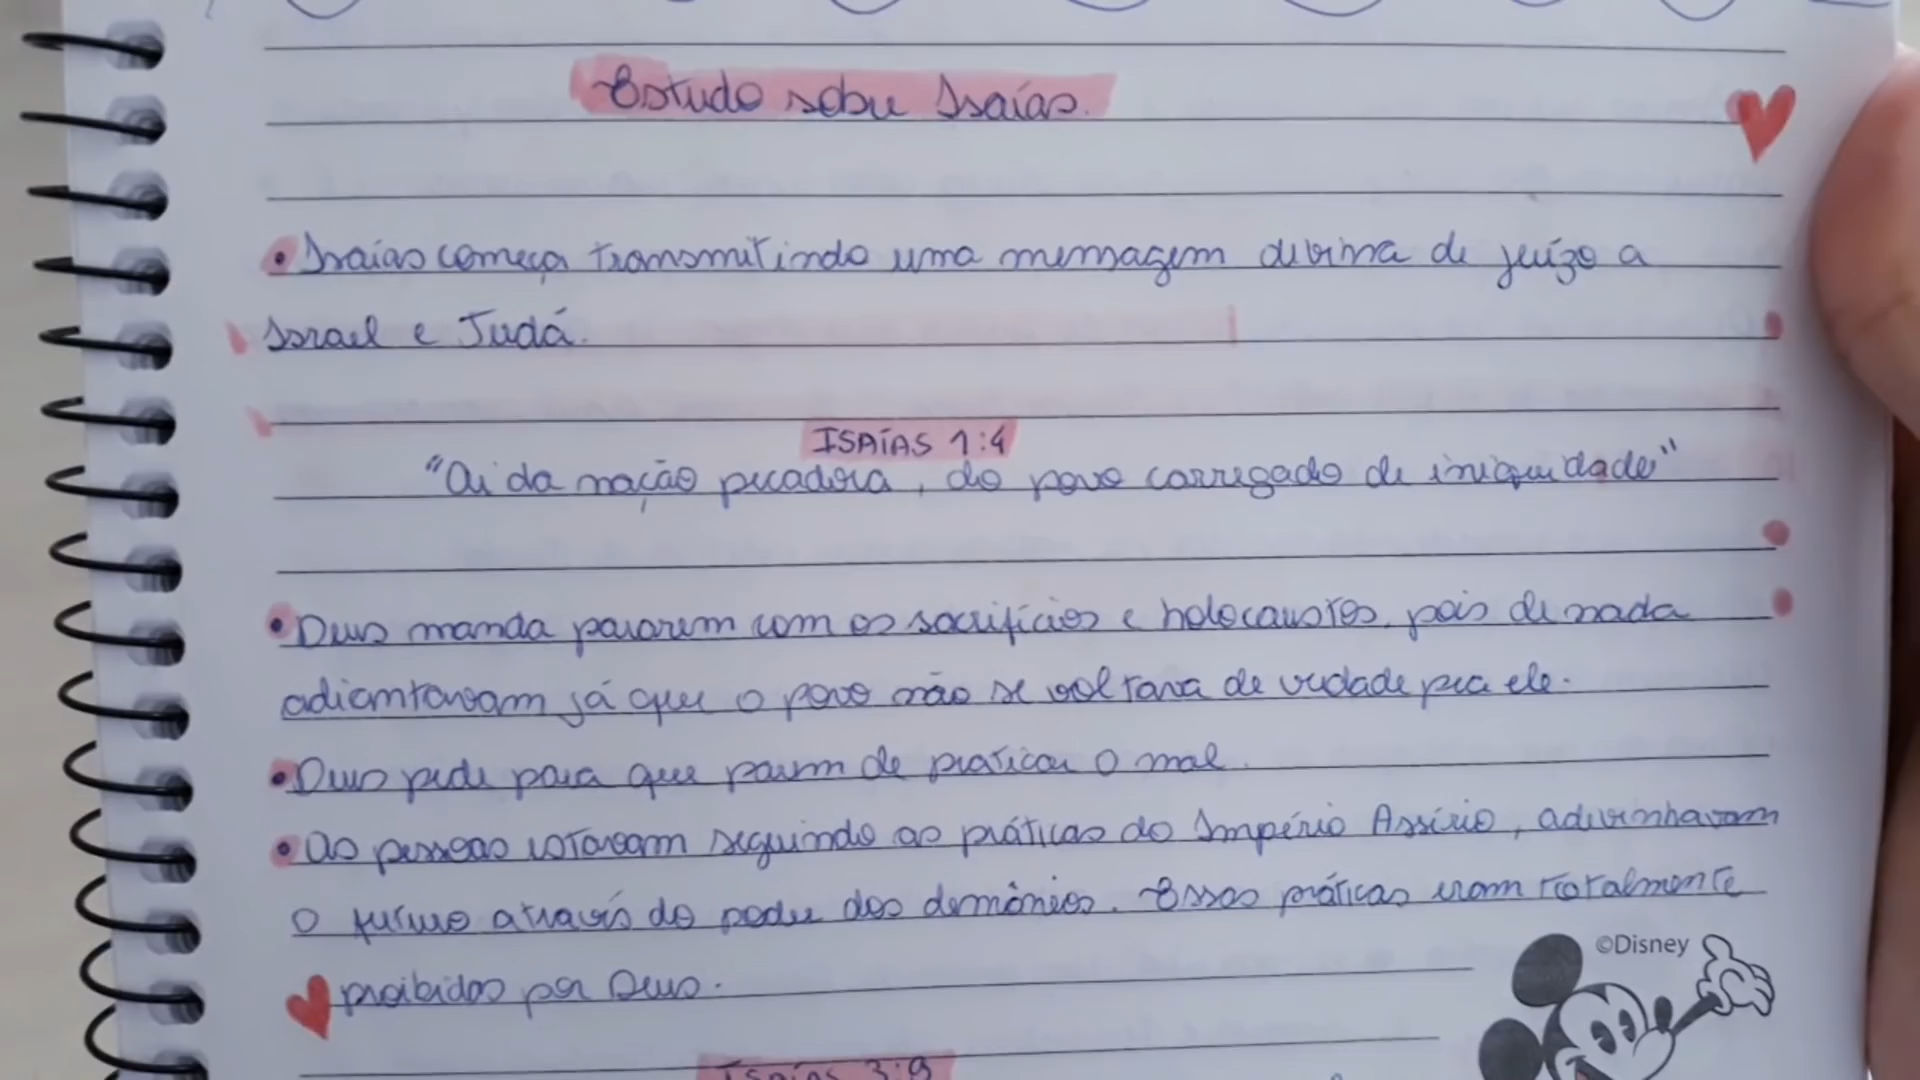 Estudo sobre Isaías.
• Isaías começa transmitindo uma mensagem divina de juízo a
Israel e Judá.
ISAÍAS 1:4
"Ai da nação pecadora, do povo carregado de iniquidade"
• Deus manda pararem com os sacrifícios e holocaustos, pois de nada
adiantavam já que o povo não se voltava de verdade pra ele.
• Deus pede para que parem de praticar o mal.
• As pessoas estavam seguindo as práticas do Império Assírio, adivinhavam
o futuro através do poder dos demônios. Essas práticas eram totalmente
proibidas por Deus.
©Disney
Isaías 3:9